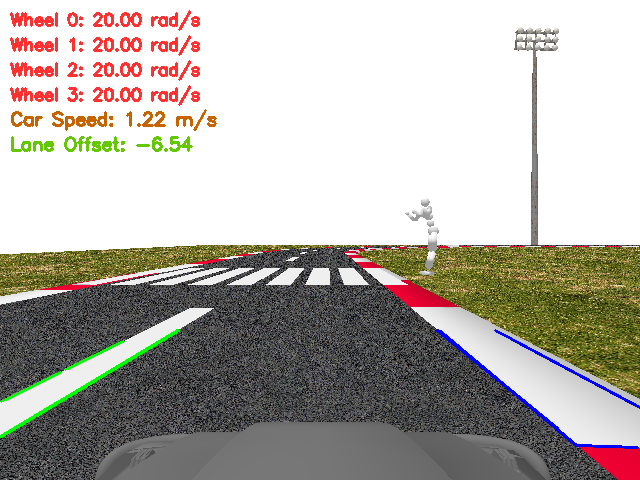 Wheel 0: 20.00 rad/s
Wheel 1: 20.00 rad/s
Wheel 2: 20.00 rad/s
Wheel 3: 20.00 rad/s
Car Speed: 1.22 m/s
Lane Offset: -6.54